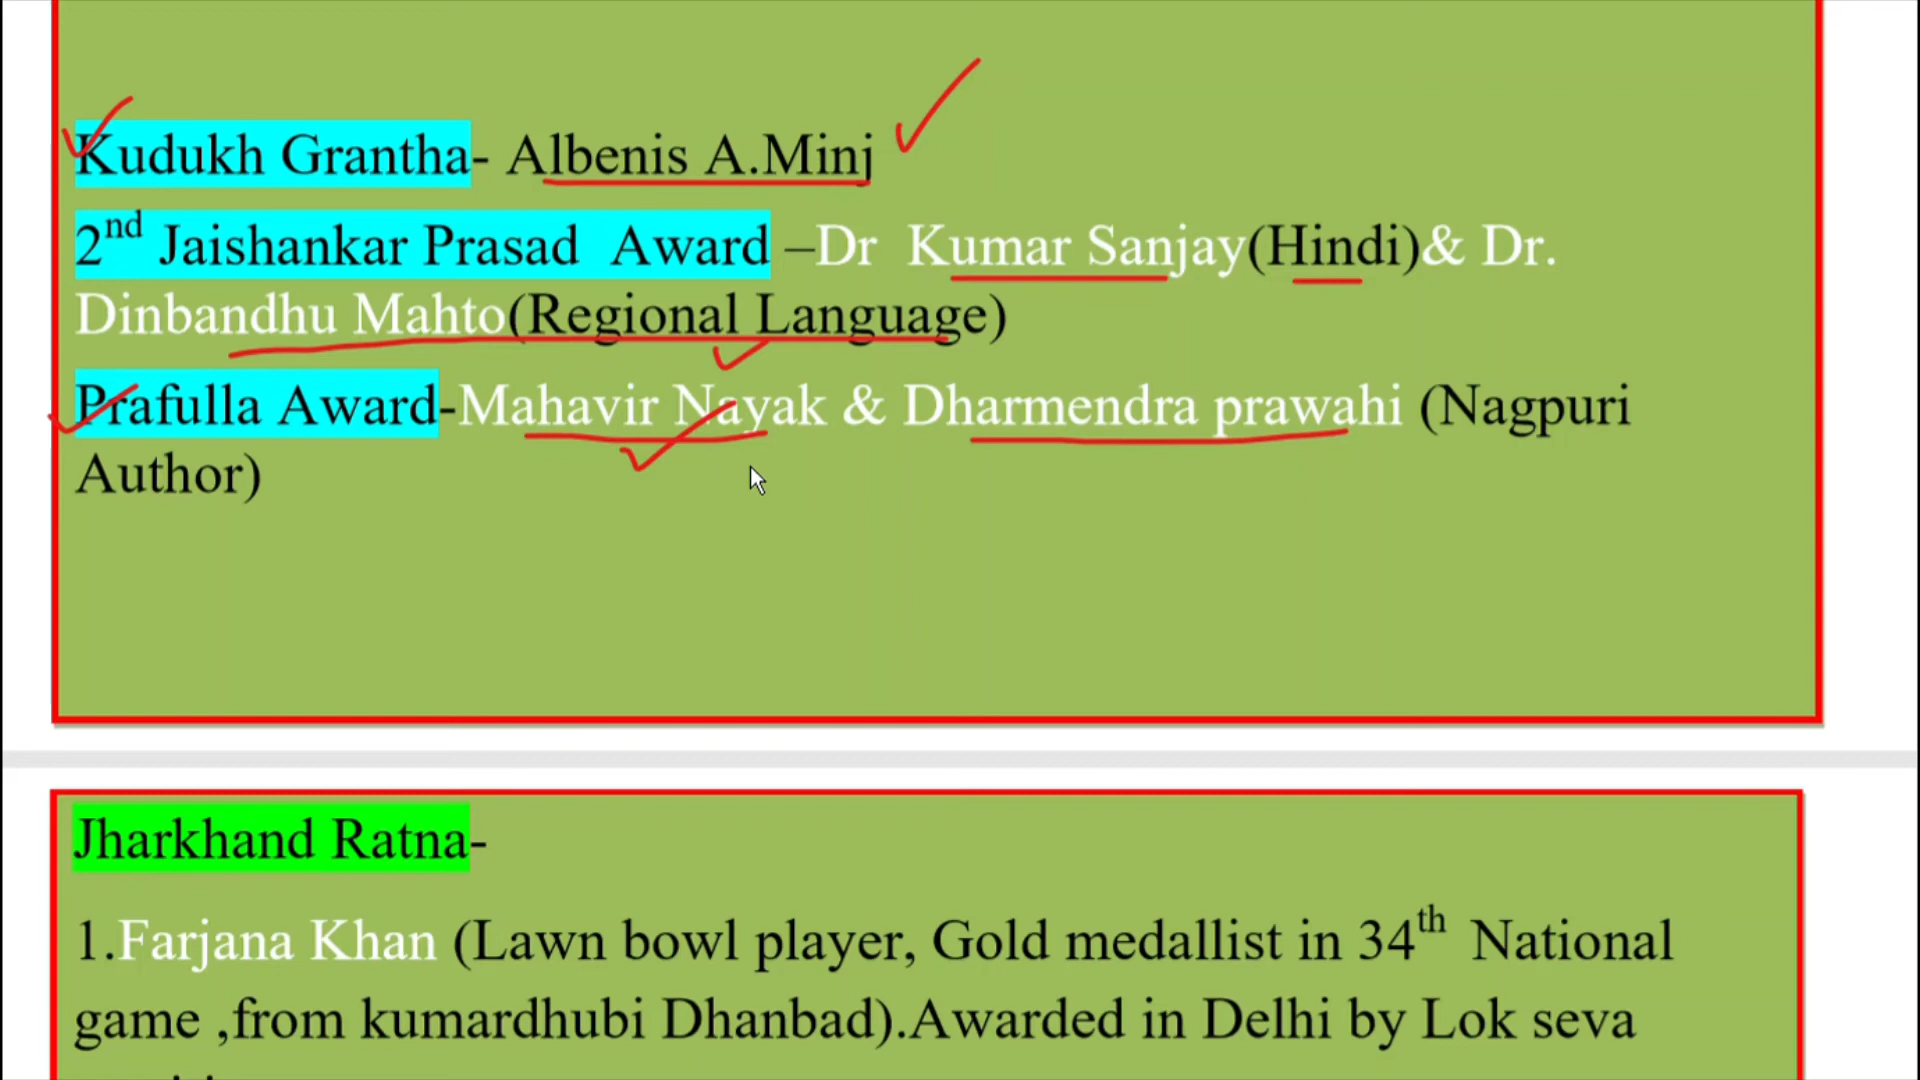 Kudukh Grantha- Albenis A.Minj
2nd Jaishankar Prasad Award –Dr Kumar Sanjay(Hindi)& Dr.
Dinbandhu Mahto(Regional Language)
Prafulla Award-Mahavir Nayak & Dharmendra prawahi (Nagpuri
Author)
Jharkhand Ratna-
1.Farjana Khan (Lawn bowl player, Gold medallist in 34th National
game ,from kumardhubi Dhanbad).Awarded in Delhi by Lok seva